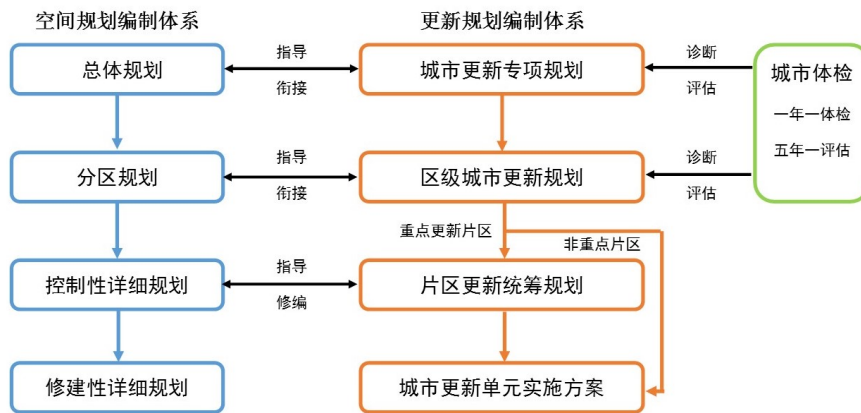 空间规划编制体系
更新规划编制体系
总体规划
指导
衔接
城市更新专项规划
诊断
评估
城市体检
一年一体检
五年一评估
分区规划
指导
衔接
区级城市更新规划
诊断
评估
重点更新片区
非重点片区
控制性详细规划
指导
修编
片区更新统筹规划
修建性详细规划
城市更新单元实施方案